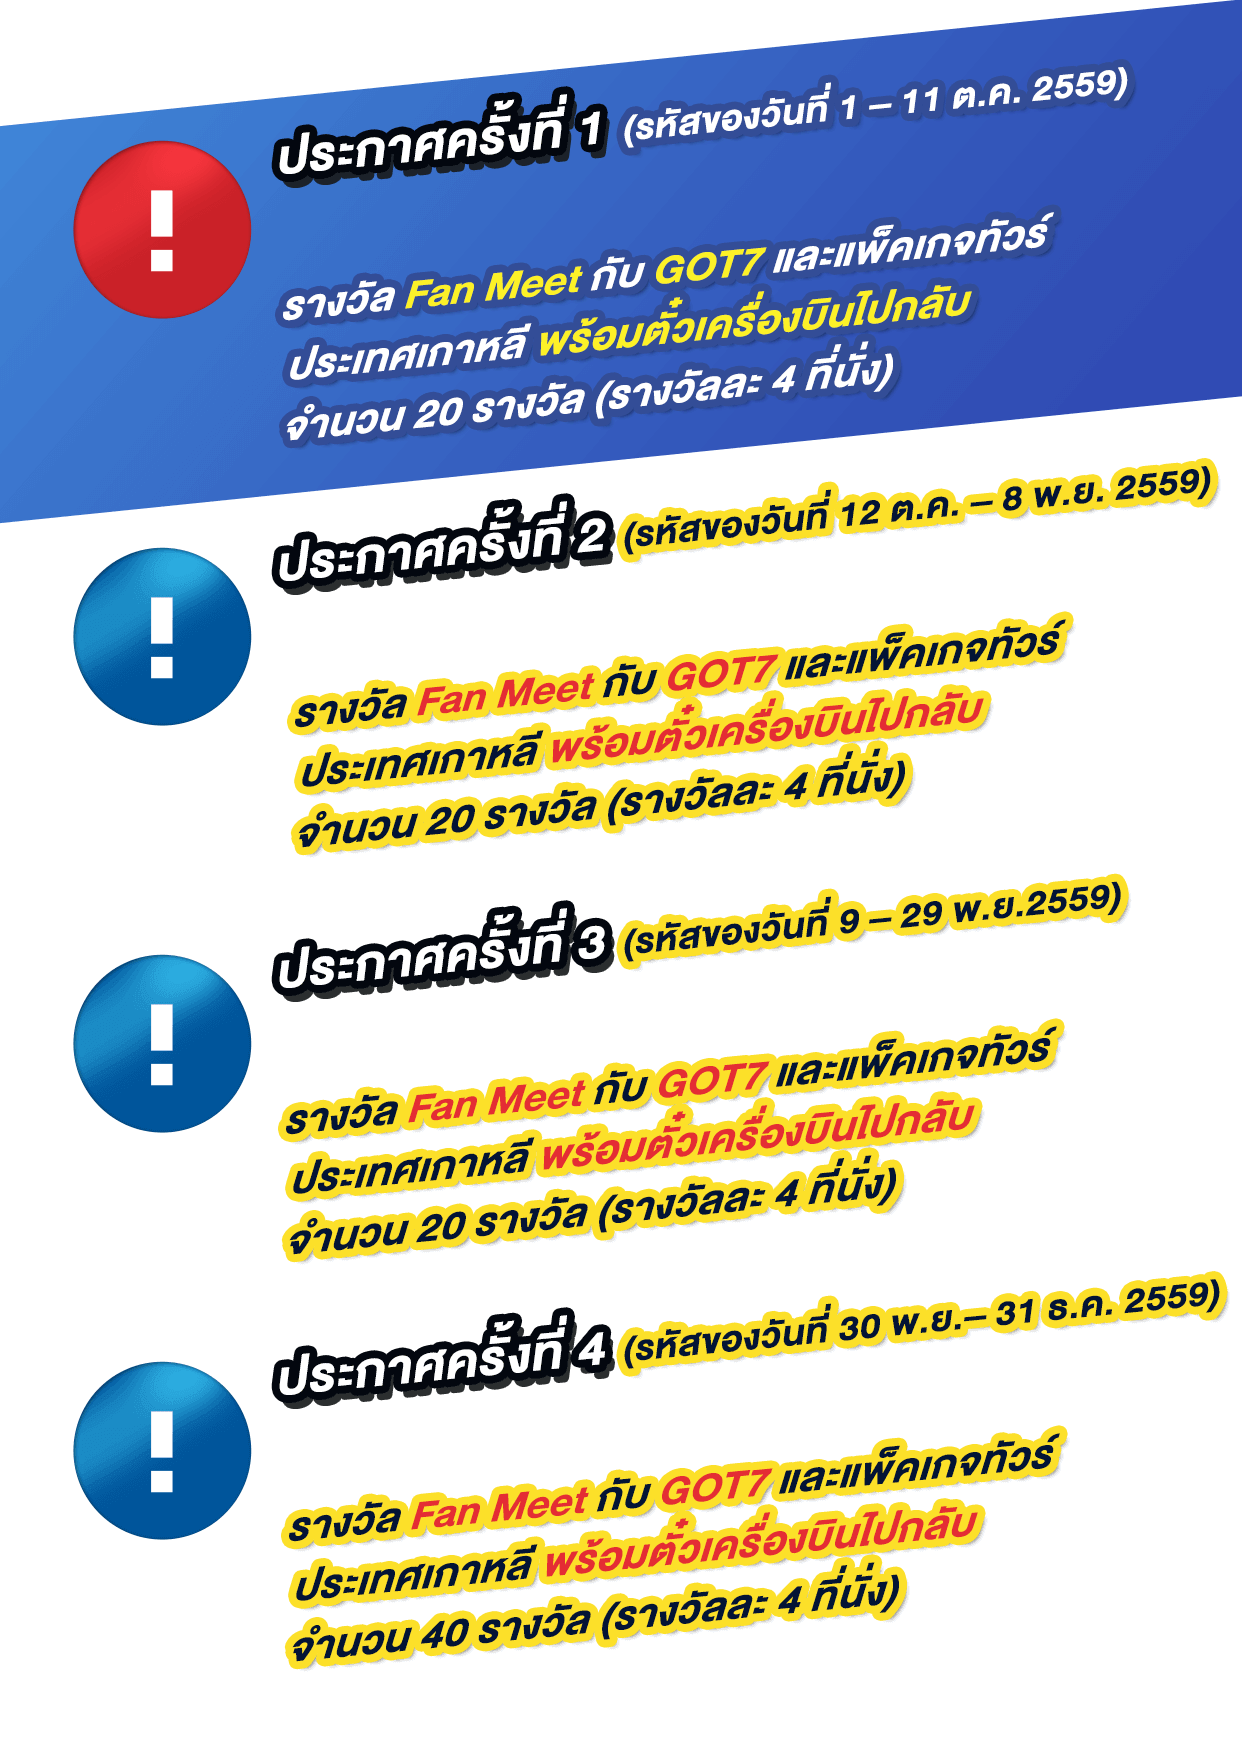 ประกาศครั้งที่ 1 (รหัสของวันที่ 1 – 11 ต.ค. 2559)
รางวัล Fan Meet กับ GOT7 และแพ็คเกจทัวร์
ประเทศเกาหลี พร้อมตั๋วเครื่องบินไปกลับ
จำนวน 20 รางวัล (รางวัลละ 4 ที่นั่ง)
ประกาศครั้งที่ 2 (รหัสของวันที่ 12 ต.ค. – 8 พ.ย. 2559)
รางวัล Fan Meet กับ GOT7 และแพ็คเกจทัวร์
ประเทศเกาหลี พร้อมตั๋วเครื่องบินไปกลับ
จำนวน 20 รางวัล (รางวัลละ 4 ที่นั่ง)
ประกาศครั้งที่ 3 (รหัสของวันที่ 9 – 29 พ.ย.2559)
รางวัล Fan Meet กับ GOT7 และแพ็คเกจทัวร์
ประเทศเกาหลี พร้อมตั๋วเครื่องบินไปกลับ
จำนวน 20 รางวัล (รางวัลละ 4 ที่นั่ง)
ประกาศครั้งที่ 4 (รหัสของวันที่ 30 พ.ย.– 31 ธ.ค. 2559)
รางวัล Fan Meet กับ GOT7 และแพ็คเกจทัวร์
ประเทศเกาหลี พร้อมตั๋วเครื่องบินไปกลับ
จำนวน 40 รางวัล (รางวัลละ 4 ที่นั่ง)